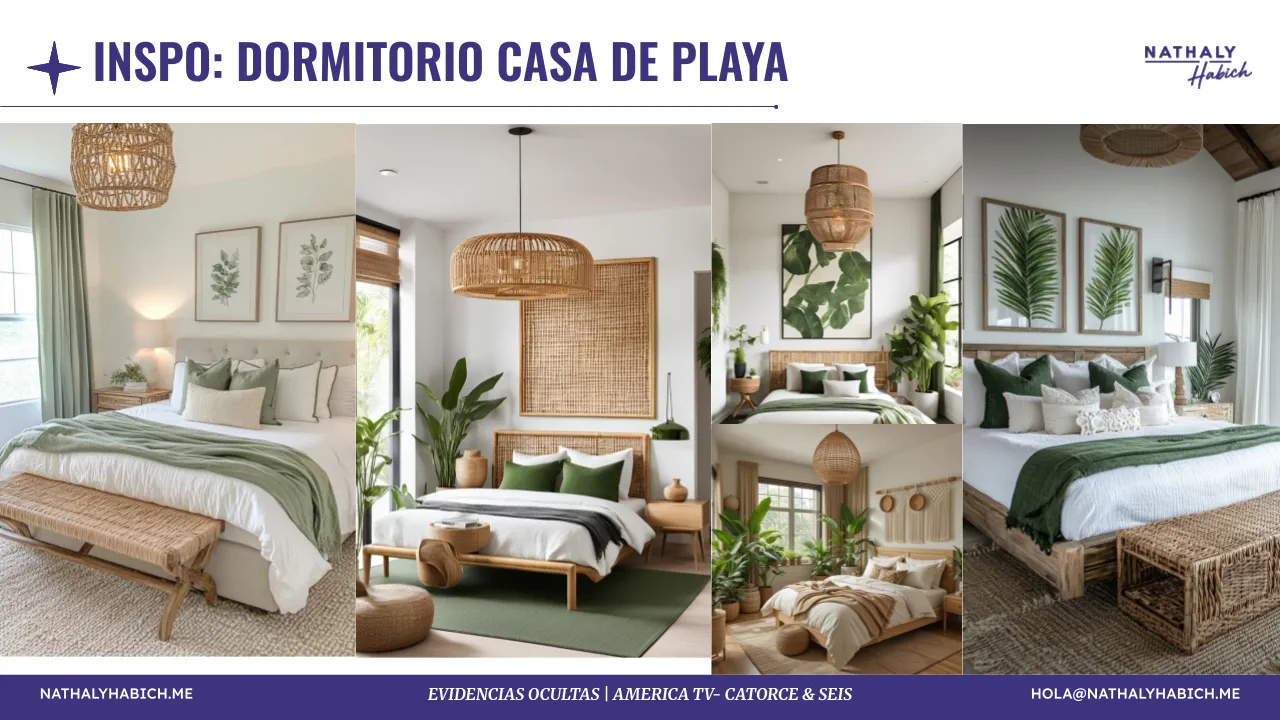 INSPO: DORMITORIO CASA DE PLAYA
NATHALY
Habich
NATHALYHABICH.ME
EVIDENCIAS OCULTAS | AMERICA TV- CATORCE & SEIS
HOLA@NATHALYHABICH.ME